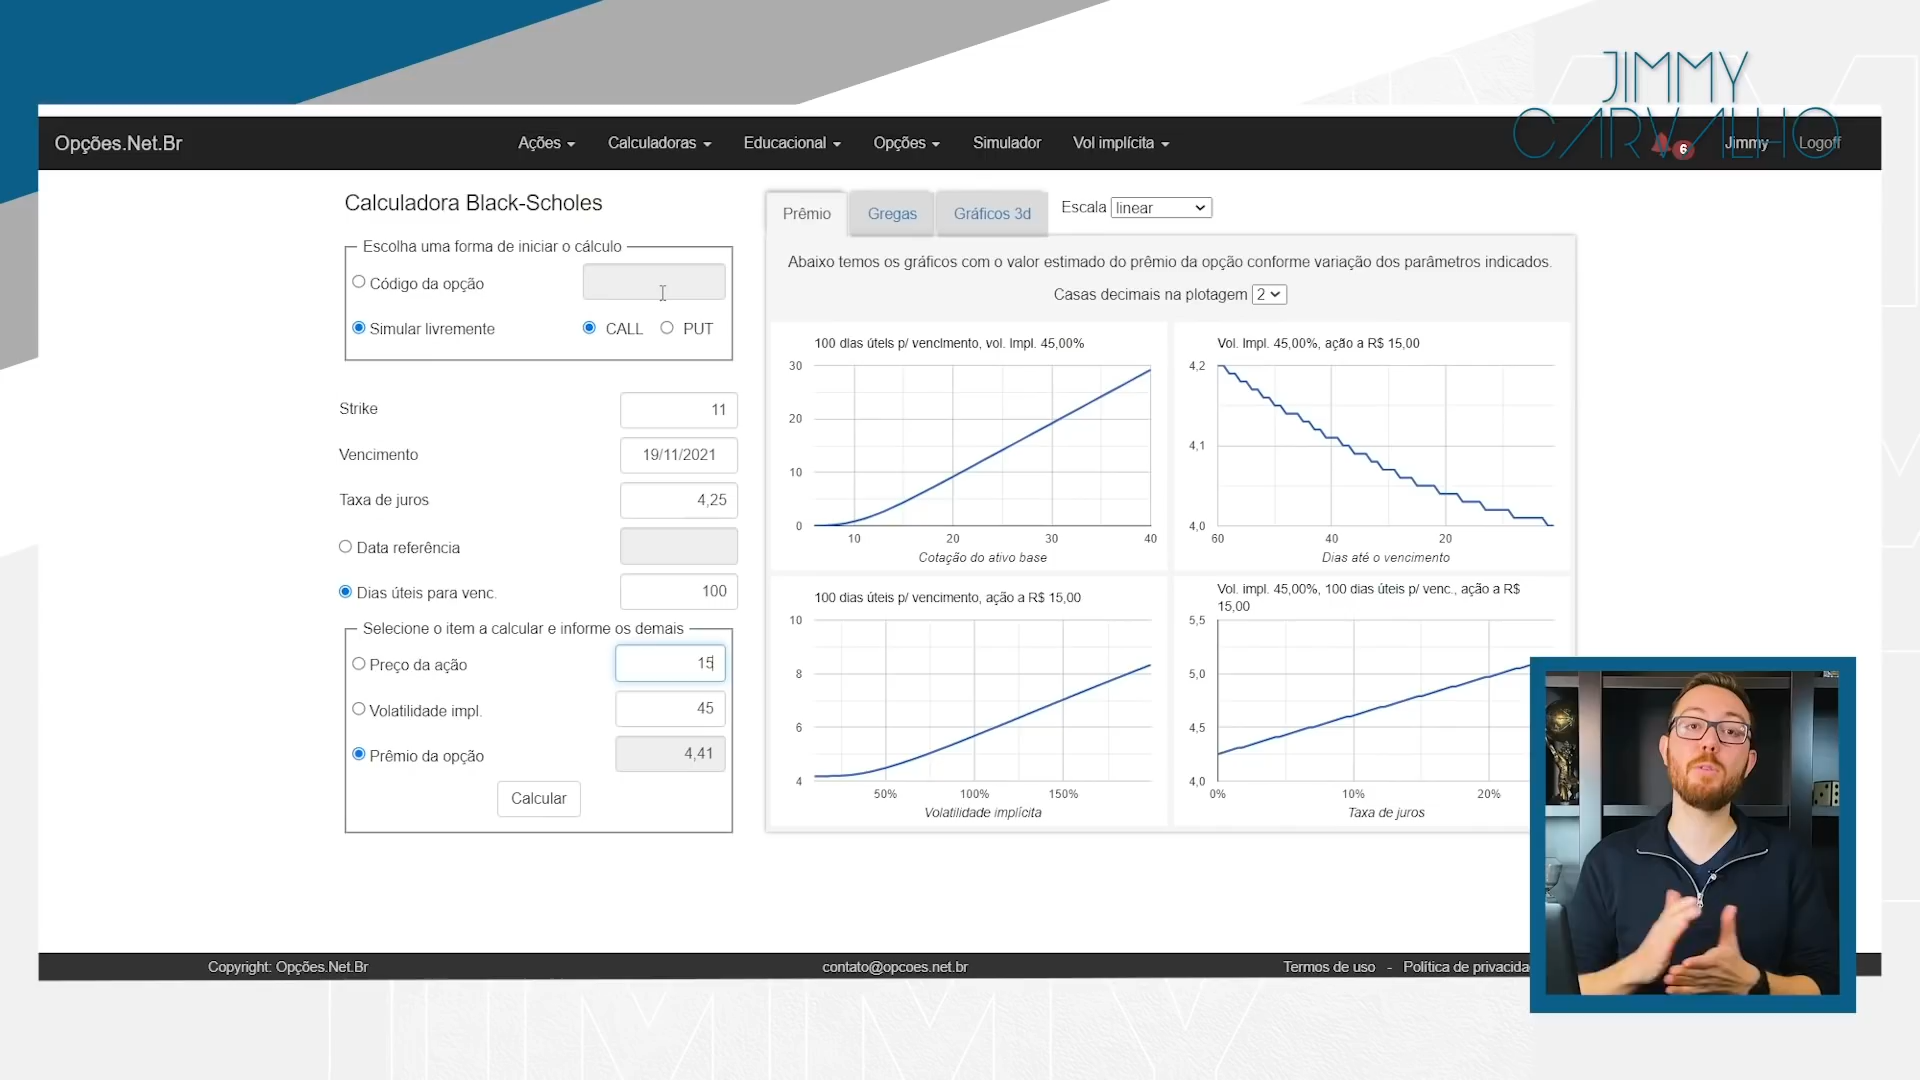 JIMMY
CARVALHO
Opções.Net.Br
Ações
Calculadoras
Educacional
Opções
Simulador
Vol implícita
6
Jimmy
Logoff
Calculadora Black-Scholes
Escolha uma forma de iniciar o cálculo
Código da opção
Simular livremente
CALL
PUT
Strike
11
Vencimento
19/11/2021
Taxa de juros
4,25
Data referência
Dias úteis para venc.
100
Selecione o item a calcular e informe os demais
Preço da ação
15
Volatilidade impl.
45
Prêmio da opção
4,41
Calcular
Prêmio
Gregas
Gráficos 3d
Escala
linear
Abaixo temos os gráficos com o valor estimado do prêmio da opção conforme variação dos parâmetros indicados.
Casas decimais na plotagem 2
100 dias úteis p/ vencimento, vol. impl. 45,00%
30
20
10
0
10
20
30
40
Cotação do ativo base
Vol. impl. 45,00%, ação a R$ 15,00
4,2
4,1
4,0
60
40
20
Dias até o vencimento
100 dias úteis p/ vencimento, ação a R$ 15,00
10
8
6
4
50%
100%
150%
Volatilidade implícita
Vol. impl. 45,00%, 100 dias úteis p/ venc., ação a R$
15,00
5,5
5,0
4,5
4,0
0%
10%
20%
Taxa de juros
Copyright: Opções.Net.Br
contato@opcoes.net.br
Termos de uso - Política de privacida
JIMMY